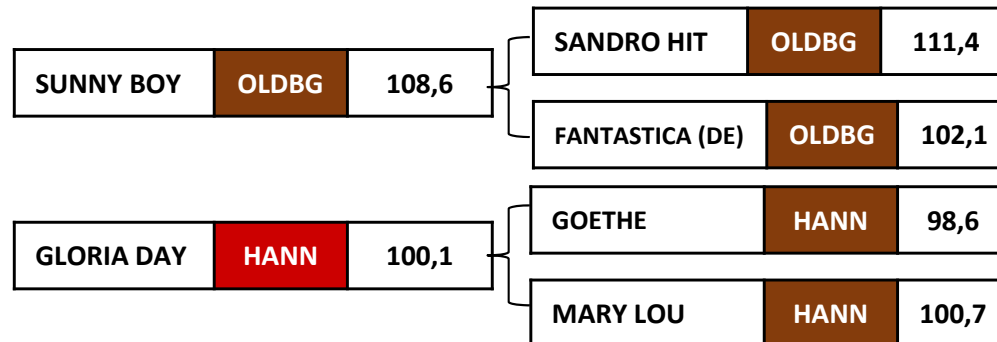 SANDRO HIT OLDBG 111,4
SUNNY BOY OLDBG 108,6
FANTASTICA (DE) OLDBG 102,1
GOETHE HANN 98,6
GLORIA DAY HANN 100,1
MARY LOU HANN 100,7